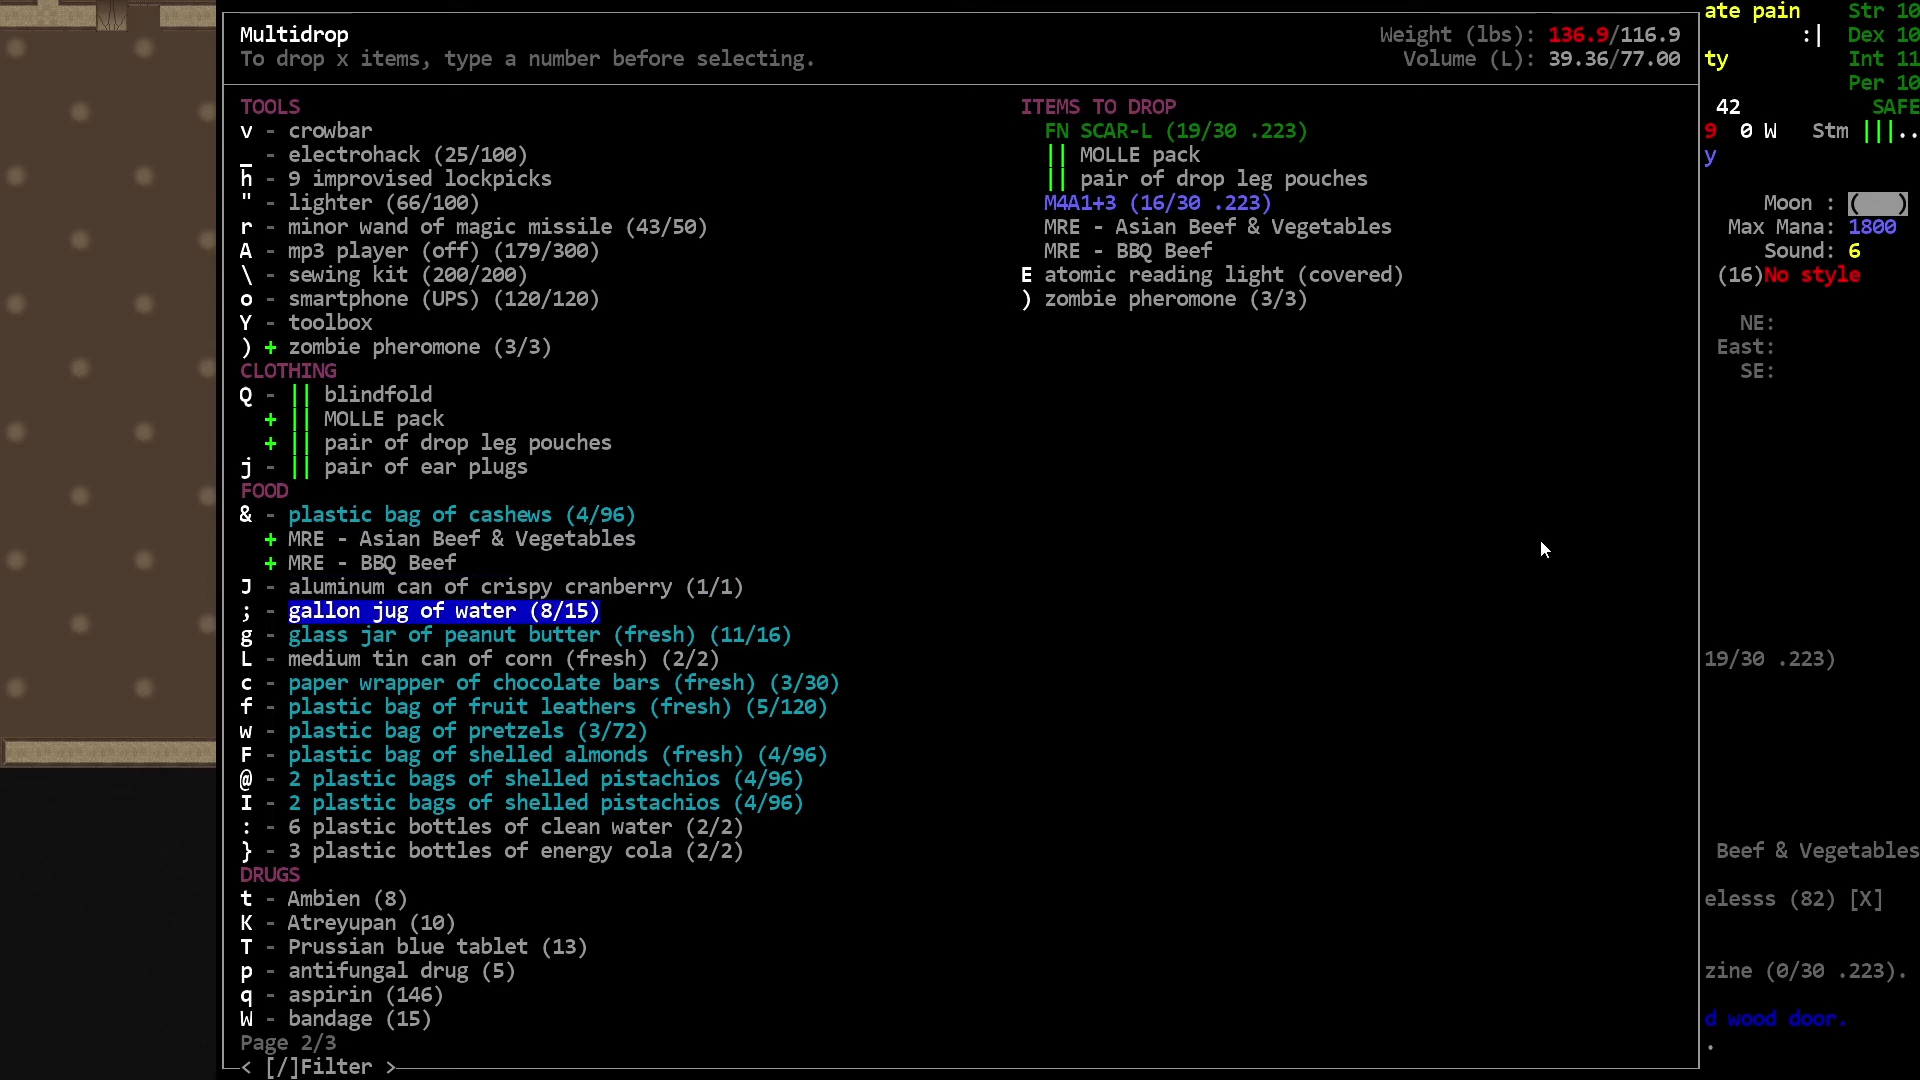 Multidrop
To drop x items, type a number before selecting.
Weight (lbs): 136.9/116.9
Volume (L): 39.36/77.00
TOOLS
v - crowbar
_ - electrohack (25/100)
h - 9 improvised lockpicks
" - lighter (66/100)
r - minor wand of magic missile (43/50)
A - mp3 player (off) (179/300)
\ - sewing kit (200/200)
o - smartphone (UPS) (120/120)
Y - toolbox
) + zombie pheromone (3/3)
CLOTHING
Q - || blindfold
+ || MOLLE pack
+ || pair of drop leg pouches
j - || pair of ear plugs
FOOD
& - plastic bag of cashews (4/96)
+ MRE - Asian Beef & Vegetables
+ MRE - BBQ Beef
J - aluminum can of crispy cranberry (1/1)
; - gallon jug of water (8/15)
g - glass jar of peanut butter (fresh) (11/16)
L - medium tin can of corn (fresh) (2/2)
c - paper wrapper of chocolate bars (fresh) (3/30)
f - plastic bag of fruit leathers (fresh) (5/120)
w - plastic bag of pretzels (3/72)
F - plastic bag of shelled almonds (fresh) (4/96)
@ - 2 plastic bags of shelled pistachios (4/96)
I - 2 plastic bags of shelled pistachios (4/96)
: - 6 plastic bottles of clean water (2/2)
} - 3 plastic bottles of energy cola (2/2)
DRUGS
t - Ambien (8)
K - Atreyupan (10)
T - Prussian blue tablet (13)
p - antifungal drug (5)
q - aspirin (146)
W - bandage (15)
Page 2/3
< [/]Filter >
ITEMS TO DROP
FN SCAR-L (19/30 .223)
|| MOLLE pack
|| pair of drop leg pouches
M4A1+3 (16/30 .223)
MRE - Asian Beef & Vegetables
MRE - BBQ Beef
E atomic reading light (covered)
) zombie pheromone (3/3)
ate pain Str 10
:| Dex 10
ty Int 11
Per 10
42 SAFE
9 0 W Stm |||..
y
Moon : ( )
Max Mana: 1800
Sound: 6
(16)No style
NE:
East:
SE:
19/30 .223)
Beef & Vegetables
elesss (82) [X]
zine (0/30 .223).
d wood door.
.